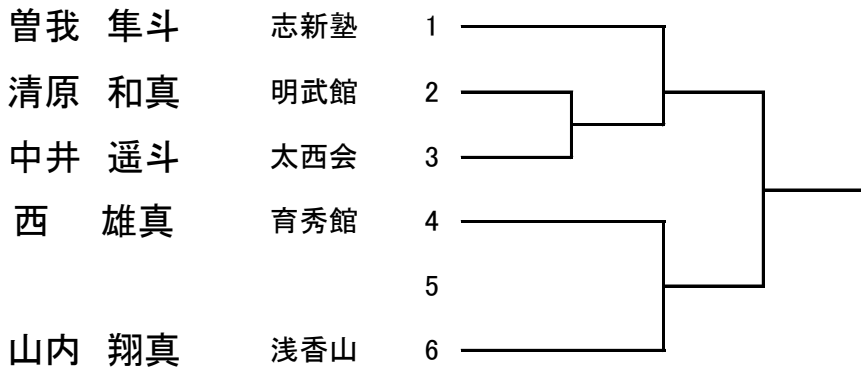 曽我 隼斗 志新塾 1
清原 和真 明武館 2
中井 遥斗 太西会 3
西 雄真 育秀館 4
5
山内 翔真 浅香山 6